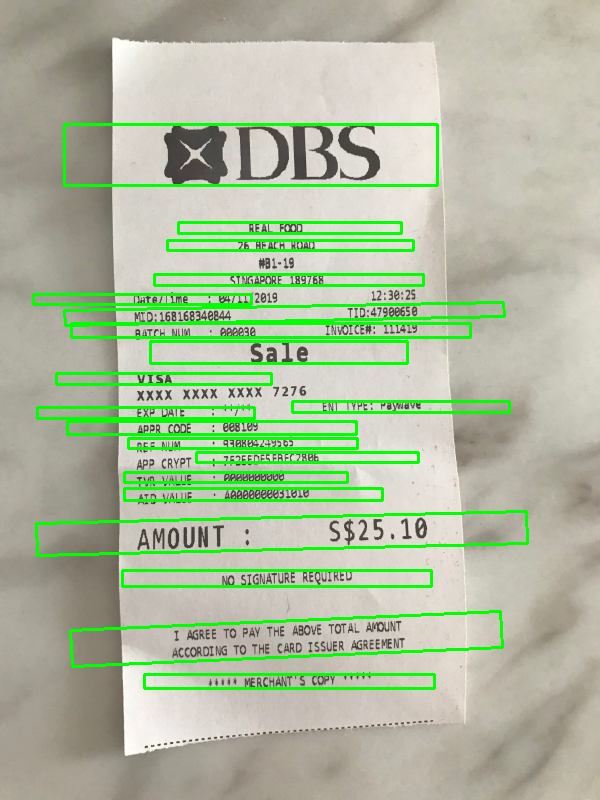 DBS
REAL FOOD
26 BEACH ROAD
#B1-19
SINGAPORE 189768
Date/Time : 04/11 2019 12:30:25
MID:168168340844 TID:47900650
BATCH NUM : 000030 INVOICE#: 111419
Sale
VISA
XXXX XXXX XXXX 7276
EXP DATE : ENT TYPE: PayWave
APPR CODE : 008109
REF NUM : 930804249565
APP CRYPT :
TVR VALUE : 0000000000
AID VALUE : A0000000031010
AMOUNT : S$25.10
NO SIGNATURE REQUIRED
I AGREE TO PAY THE ABOVE TOTAL AMOUNT
ACCORDING TO THE CARD ISSUER AGREEMENT
***** MERCHANT'S COPY *****